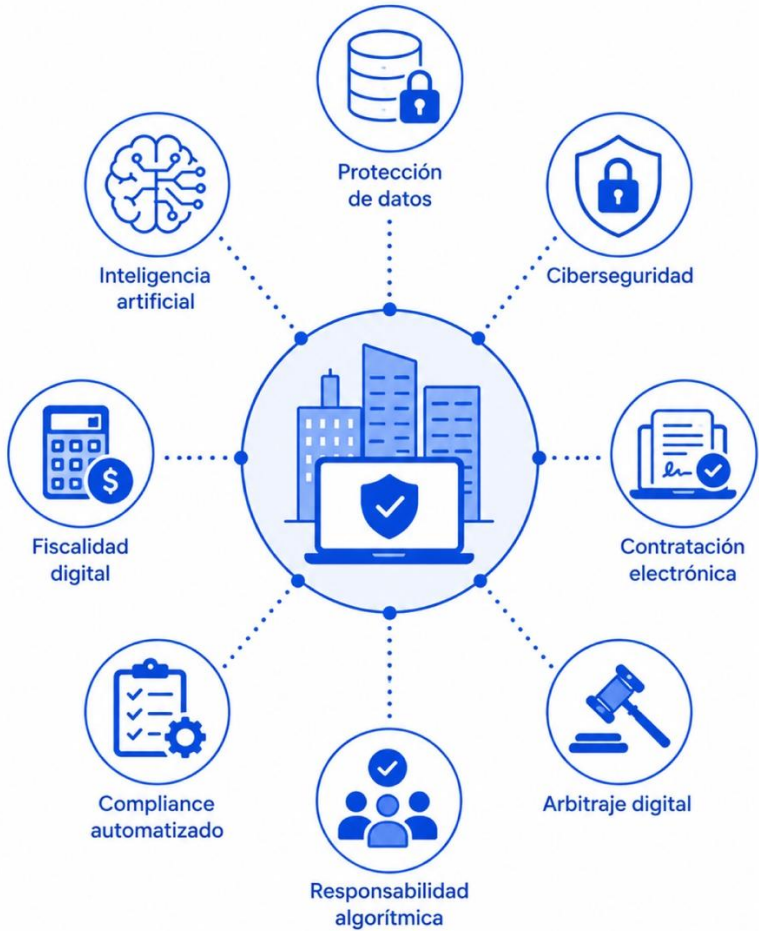 Protección
de datos
Inteligencia
artificial
Ciberseguridad
$
Fiscalidad
digital
Contratación
electrónica
Compliance
automatizado
Arbitraje digital
Responsabilidad
algorítmica